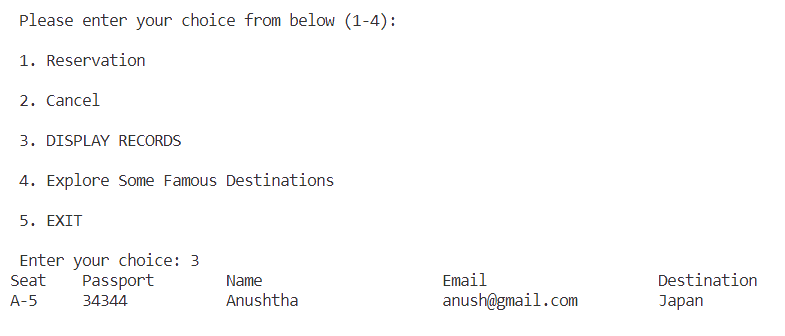 Please enter your choice from below (1-4):
1. Reservation
2. Cancel
3. DISPLAY RECORDS
4. Explore Some Famous Destinations
5. EXIT
Enter your choice: 3
Seat Passport Name Email Destination
A-5 34344 Anushtha anush@gmail.com Japan